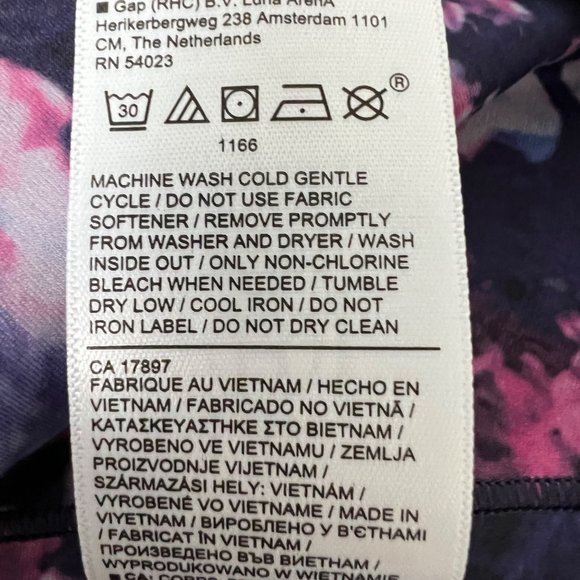 Gap (RHC) B.V. Luna ArenA
Herikerbergweg 238 Amsterdam 1101
CM, The Netherlands
RN 54023
30
®
1166
MACHINE WASH COLD GENTLE
CYCLE / DO NOT USE FABRIC
SOFTENER / REMOVE PROMPTLY
FROM WASHER AND DRYER / WASH
INSIDE OUT / ONLY NON-CHLORINE
BLEACH WHEN NEEDED / TUMBLE
DRY LOW / COOL IRON / DO NOT
IRON LABEL / DO NOT DRY CLEAN
CA 17897
FABRIQUE AU VIETNAM / HECHO EN
VIETNAM / FABRICADO NO VIETNÃ /
ΚΑΤΑΣΚΕΥΑΣΤΗΚΕ ΣΤΟ ΒΙΕΤΝΑΜ /
VYROBENO VE VIETNAMU / ZEMLJA
PROIZVODNJE VIJETNAM /
SZÁRMAZÁSI HELY: VIETNÁM /
VYROBENÉ VO VIETNAME / MADE IN
VIYETNAM / ВИРОБЛЕНО У В'ЄТНАМІ
/ FABBRICATO IN VIETNAM /
ПРОИЗВЕДЕНО ВЪВ ВИЕТНАМ /
CA: CORPS